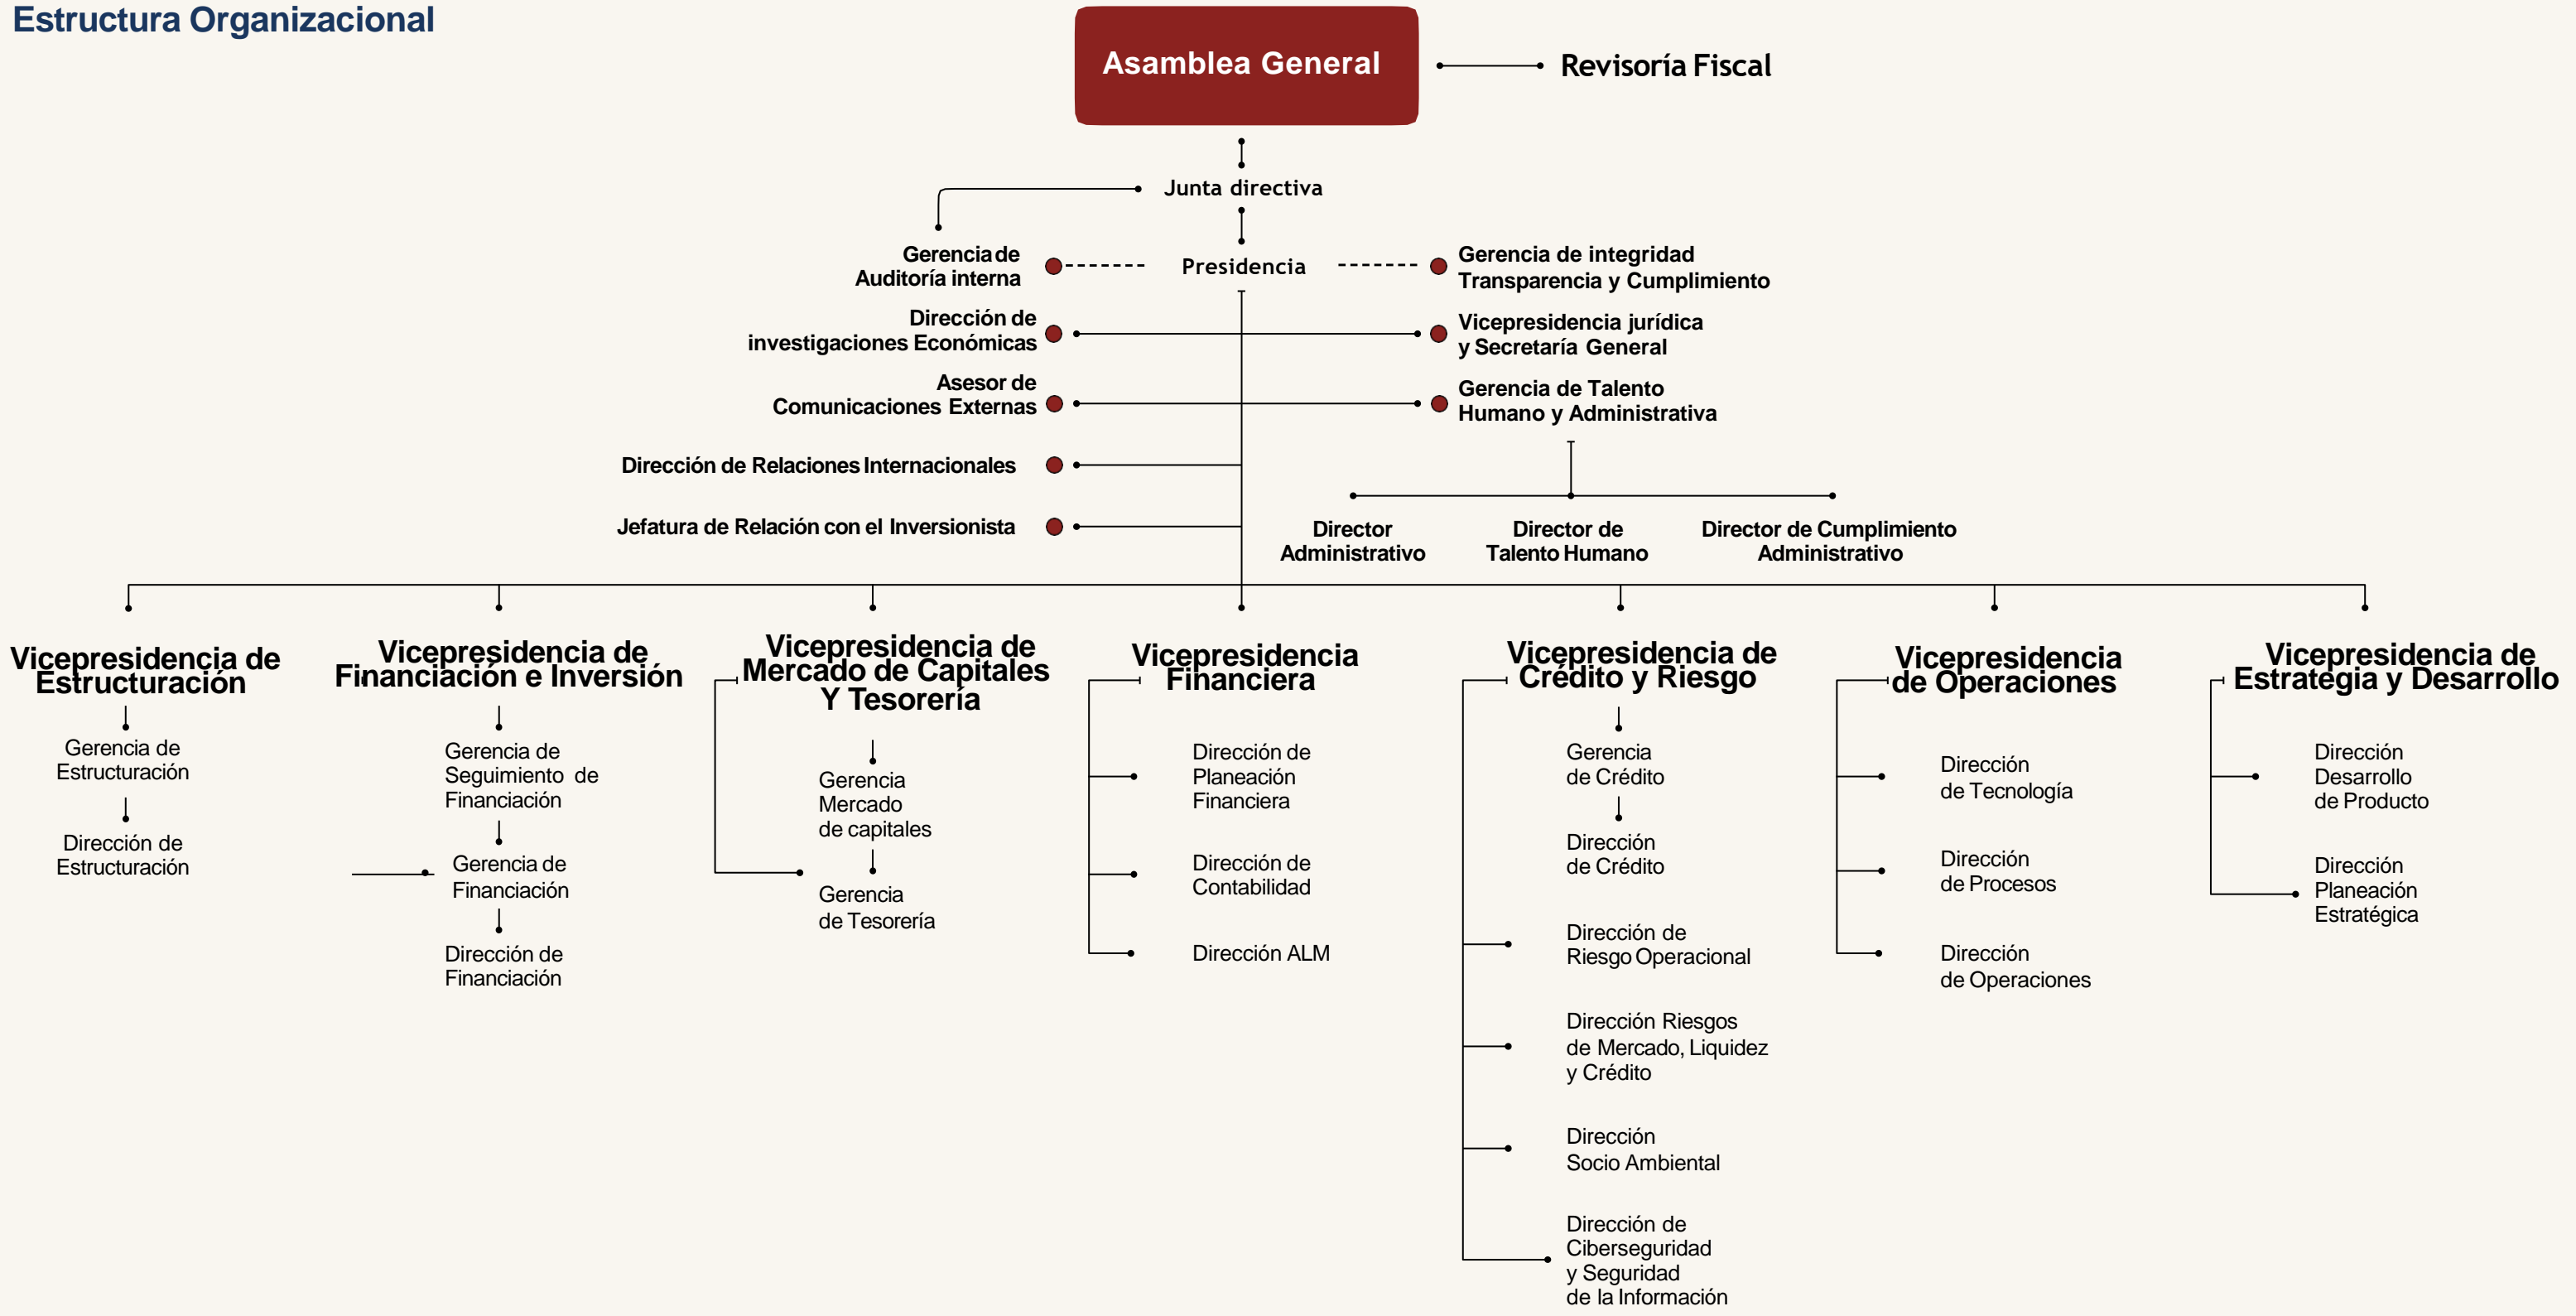 Estructura Organizacional
Asamblea General
Revisoría Fiscal
Junta directiva
Gerencia de
Auditoría interna
Presidencia
Gerencia de integridad
Transparencia y Cumplimiento
Dirección de
investigaciones Económicas
Vicepresidencia jurídica
y Secretaría General
Asesor de
Comunicaciones Externas
Gerencia de Talento
Humano y Administrativa
Dirección de Relaciones Internacionales
Jefatura de Relación con el Inversionista
Director
Administrativo
Director de
Talento Humano
Director de Cumplimiento
Administrativo
Vicepresidencia de
Estructuración
Gerencia de
Estructuración
Dirección de
Estructuración
Vicepresidencia de
Financiación e Inversión
Gerencia de
Seguimiento de
Financiación
Gerencia de
Financiación
Dirección de
Financiación
Vicepresidencia de
Mercado de Capitales
Y Tesorería
Gerencia
Mercado
de capitales
Gerencia
de Tesorería
Vicepresidencia
Financiera
Dirección de
Planeación
Financiera
Dirección de
Contabilidad
Dirección ALM
Vicepresidencia de
Crédito y Riesgo
Gerencia
de Crédito
Dirección
de Crédito
Dirección de
Riesgo Operacional
Dirección Riesgos
de Mercado, Liquidez
y Crédito
Dirección
Socio Ambiental
Dirección de
Ciberseguridad
y Seguridad
de la Información
Vicepresidencia
de Operaciones
Dirección
de Tecnología
Dirección
de Procesos
Dirección
de Operaciones
Vicepresidencia de
Estrategia y Desarrollo
Dirección
Desarrollo
de Producto
Dirección
Planeación
Estratégica